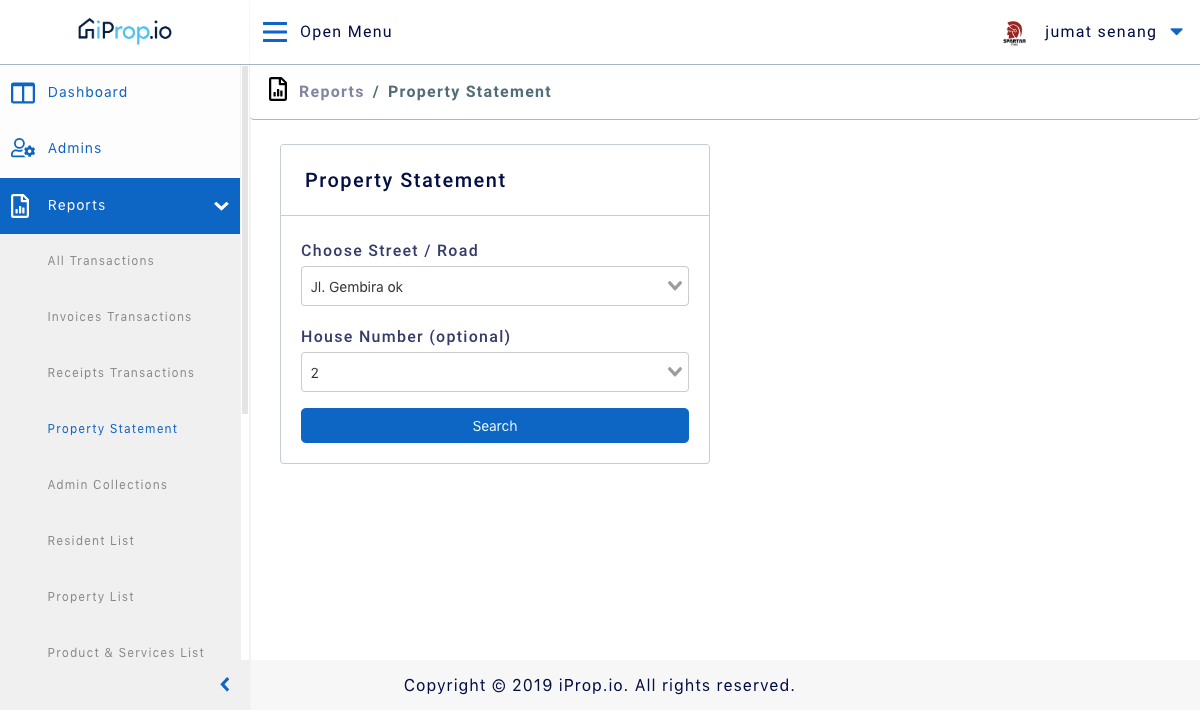 iProp.io
Open Menu
SPARTAN
jumat senang
Dashboard
Admins
Reports
All Transactions
Invoices Transactions
Receipts Transactions
Property Statement
Admin Collections
Resident List
Property List
Product & Services List
Reports / Property Statement
Property Statement
Choose Street / Road
Jl. Gembira ok
House Number (optional)
2
Search
Copyright © 2019 iProp.io. All rights reserved.